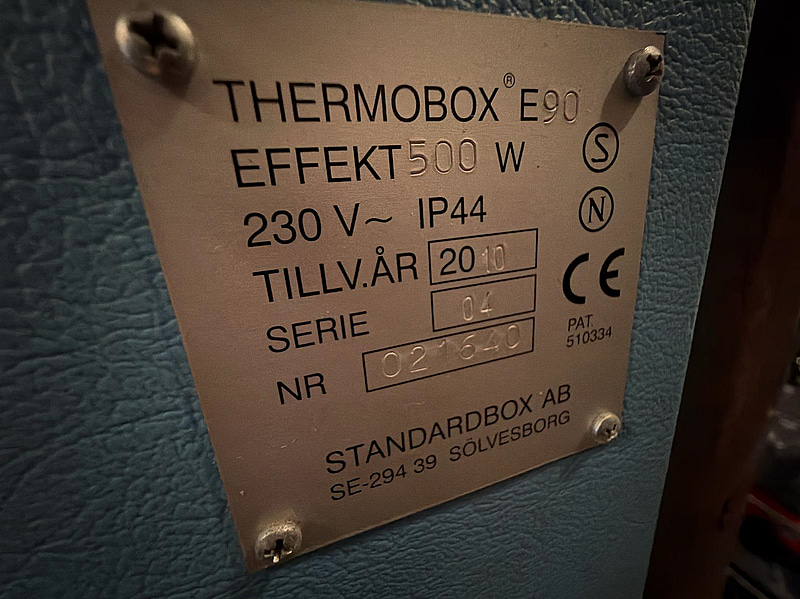 THERMOBOX® E90
EFFEKT 500 W
S
230 V~ IP44
N
TILLV.ÅR 2010
CE
SERIE 04
PAT.
510334
NR 021640
STANDARDBOX AB
SE-294 39 SÖLVESBORG